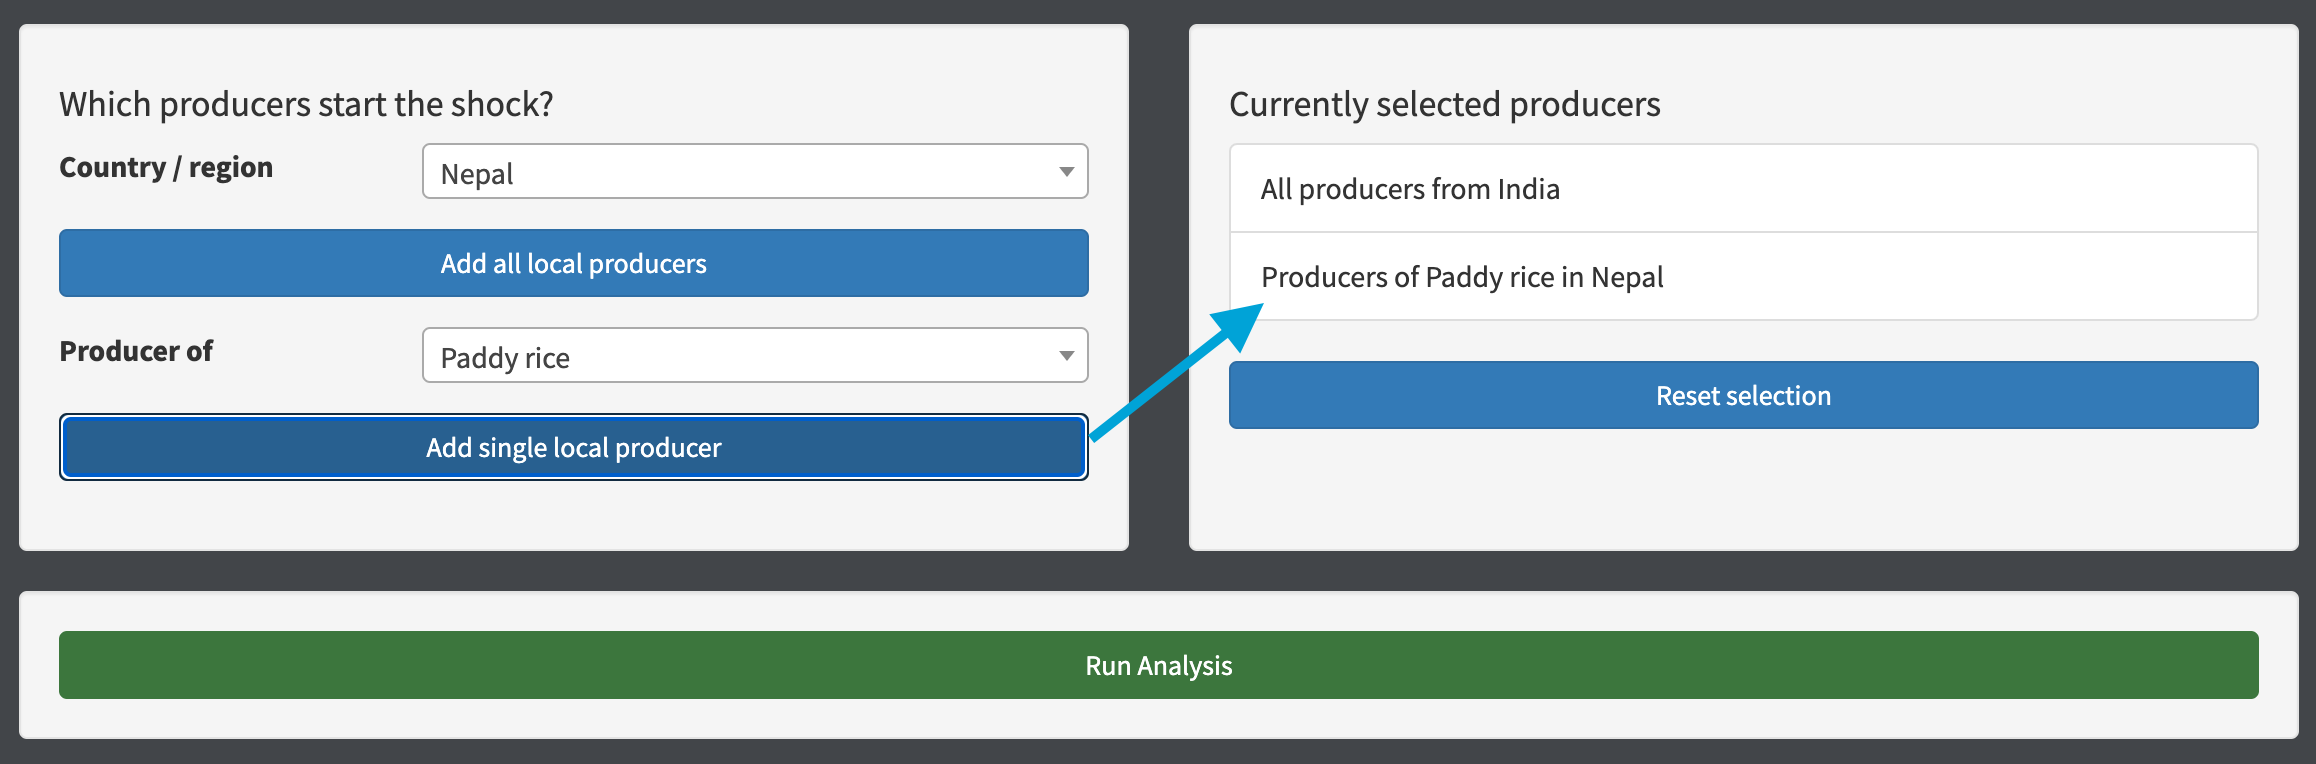 Which producers start the shock?
Country / region
Nepal
Add all local producers
Producer of
Paddy rice
Add single local producer
Currently selected producers
All producers from India
Producers of Paddy rice in Nepal
Reset selection
Run Analysis